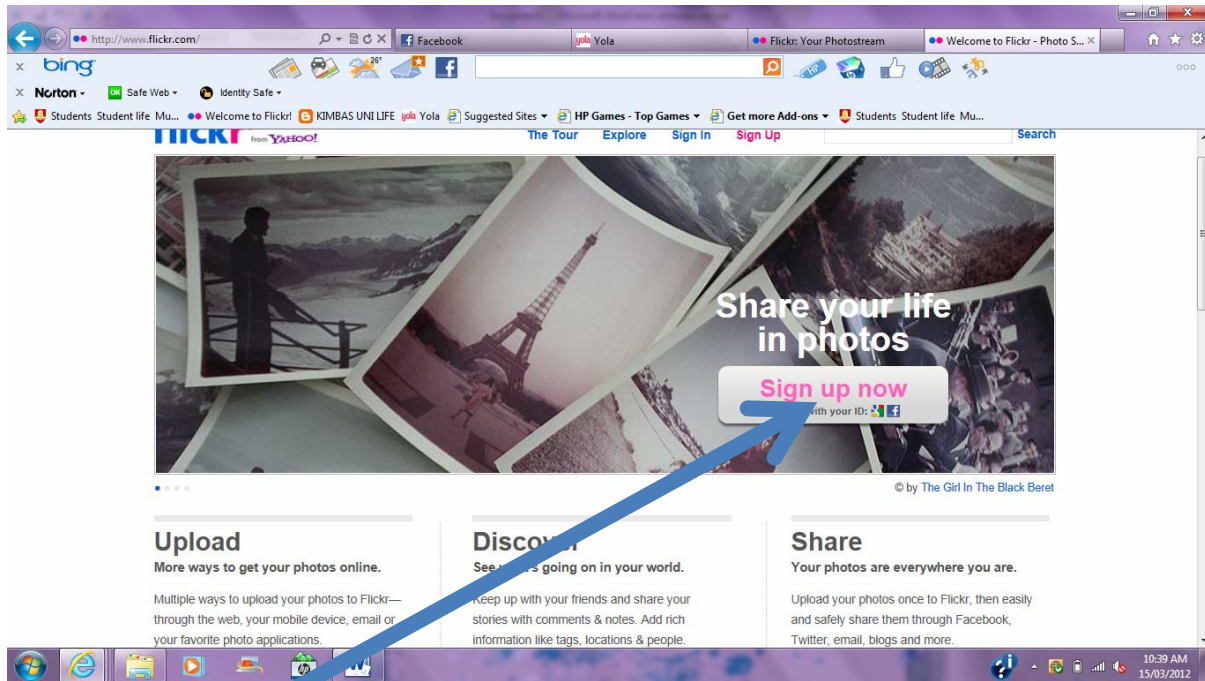 http://www.flickr.com/
Facebook
yola Yola
Flickr: Your Photostream
Welcome to Flickr - Photo S...
x bing
26°
HP
x Norton
OK Safe Web
Identity Safe
Students Student life Mu...
Welcome to Flickr!
KIMBAS UNI LIFE
yola Yola
Suggested Sites
HP Games - Top Games
Get more Add-ons
Students Student life Mu...
flickr from YAHOO!
The Tour Explore Sign In Sign Up
Search
Share your life
in photos
Sign up now
with your ID:
© by The Girl In The Black Beret
Upload
More ways to get your photos online.
Multiple ways to upload your photos to Flickr—
through the web, your mobile device, email or
your favorite photo applications.
Discover
See going on in your world.
Keep up with your friends and share your
stories with comments & notes. Add rich
information like tags, locations & people.
Share
Your photos are everywhere you are.
Upload your photos once to Flickr, then easily
and safely share them through Facebook,
Twitter, email, blogs and more.
10:39 AM
15/03/2012